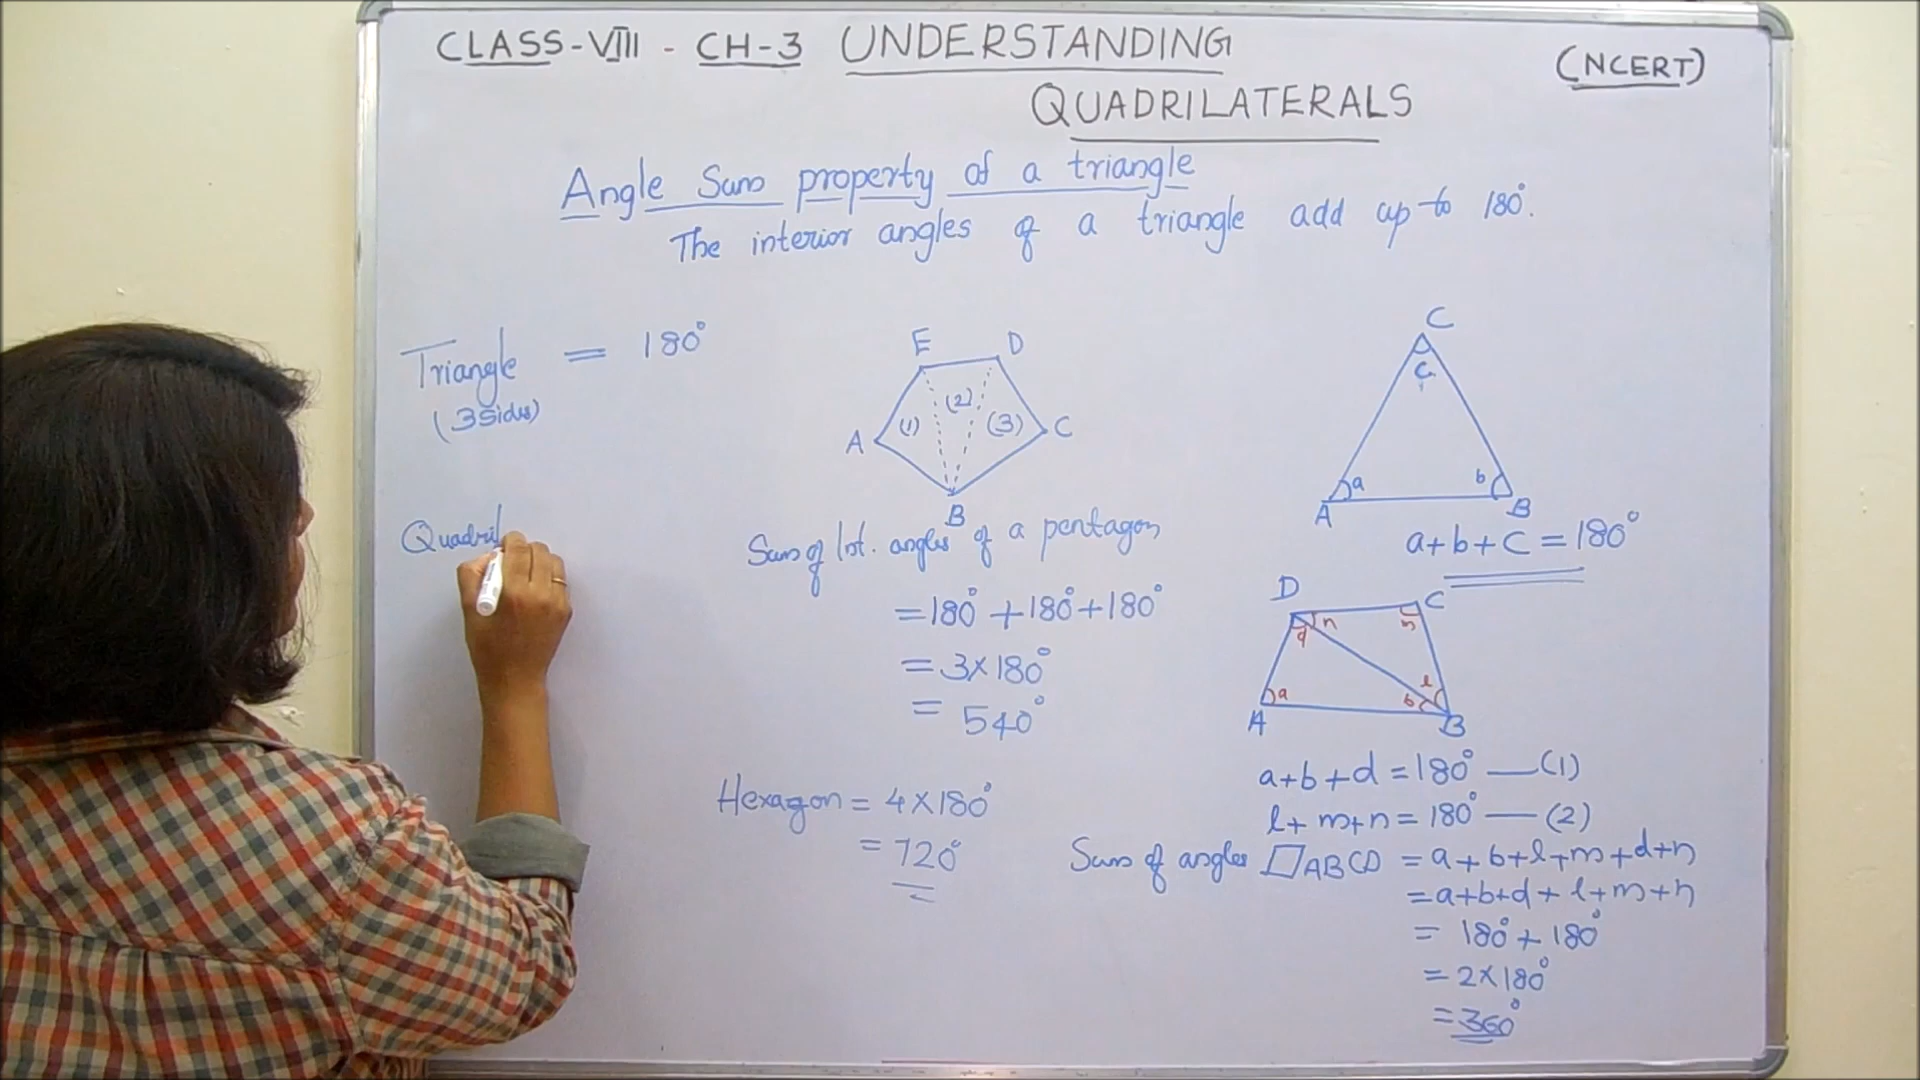 CLASS-VIII - CH-3 UNDERSTANDING
QUADRILATERALS
(NCERT)
Angle Sum property of a triangle
The interior angles of a triangle add up to 180°.
Triangle = 180°
(3 Sides)
Quadril
E D
(1) (2) (3)
A C
B
Sum of Int. angles of a pentagon
= 180° + 180° + 180°
= 3 × 180°
= 540°
Hexagon = 4 × 180°
= 720°
C
c
a b
A B
a + b + c = 180°
D C
d n m
a b l
A B
a + b + d = 180° — (1)
l + m + n = 180° — (2)
Sum of angles ▱ABCD = a + b + l + m + d + n
= a + b + d + l + m + n
= 180° + 180°
= 2 × 180°
= 360°